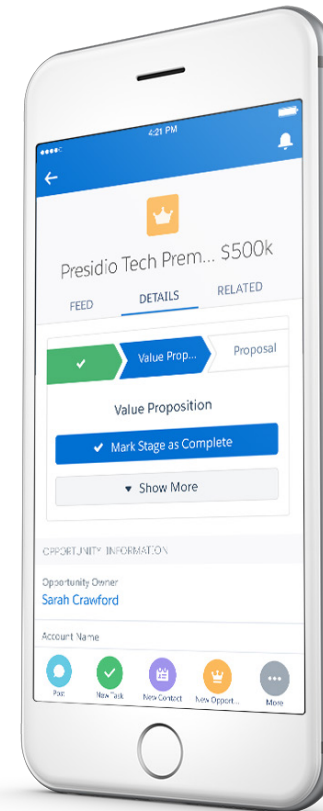 4:21 PM
Presidio Tech Prem... $500k
FEED DETAILS RELATED
Value Prop... Proposal
Value Proposition
Mark Stage as Complete
Show More
OPPORTUNITY INFORMATION
Opportunity Owner
Sarah Crawford
Account Name
Post New Task New Contact New Opport... More